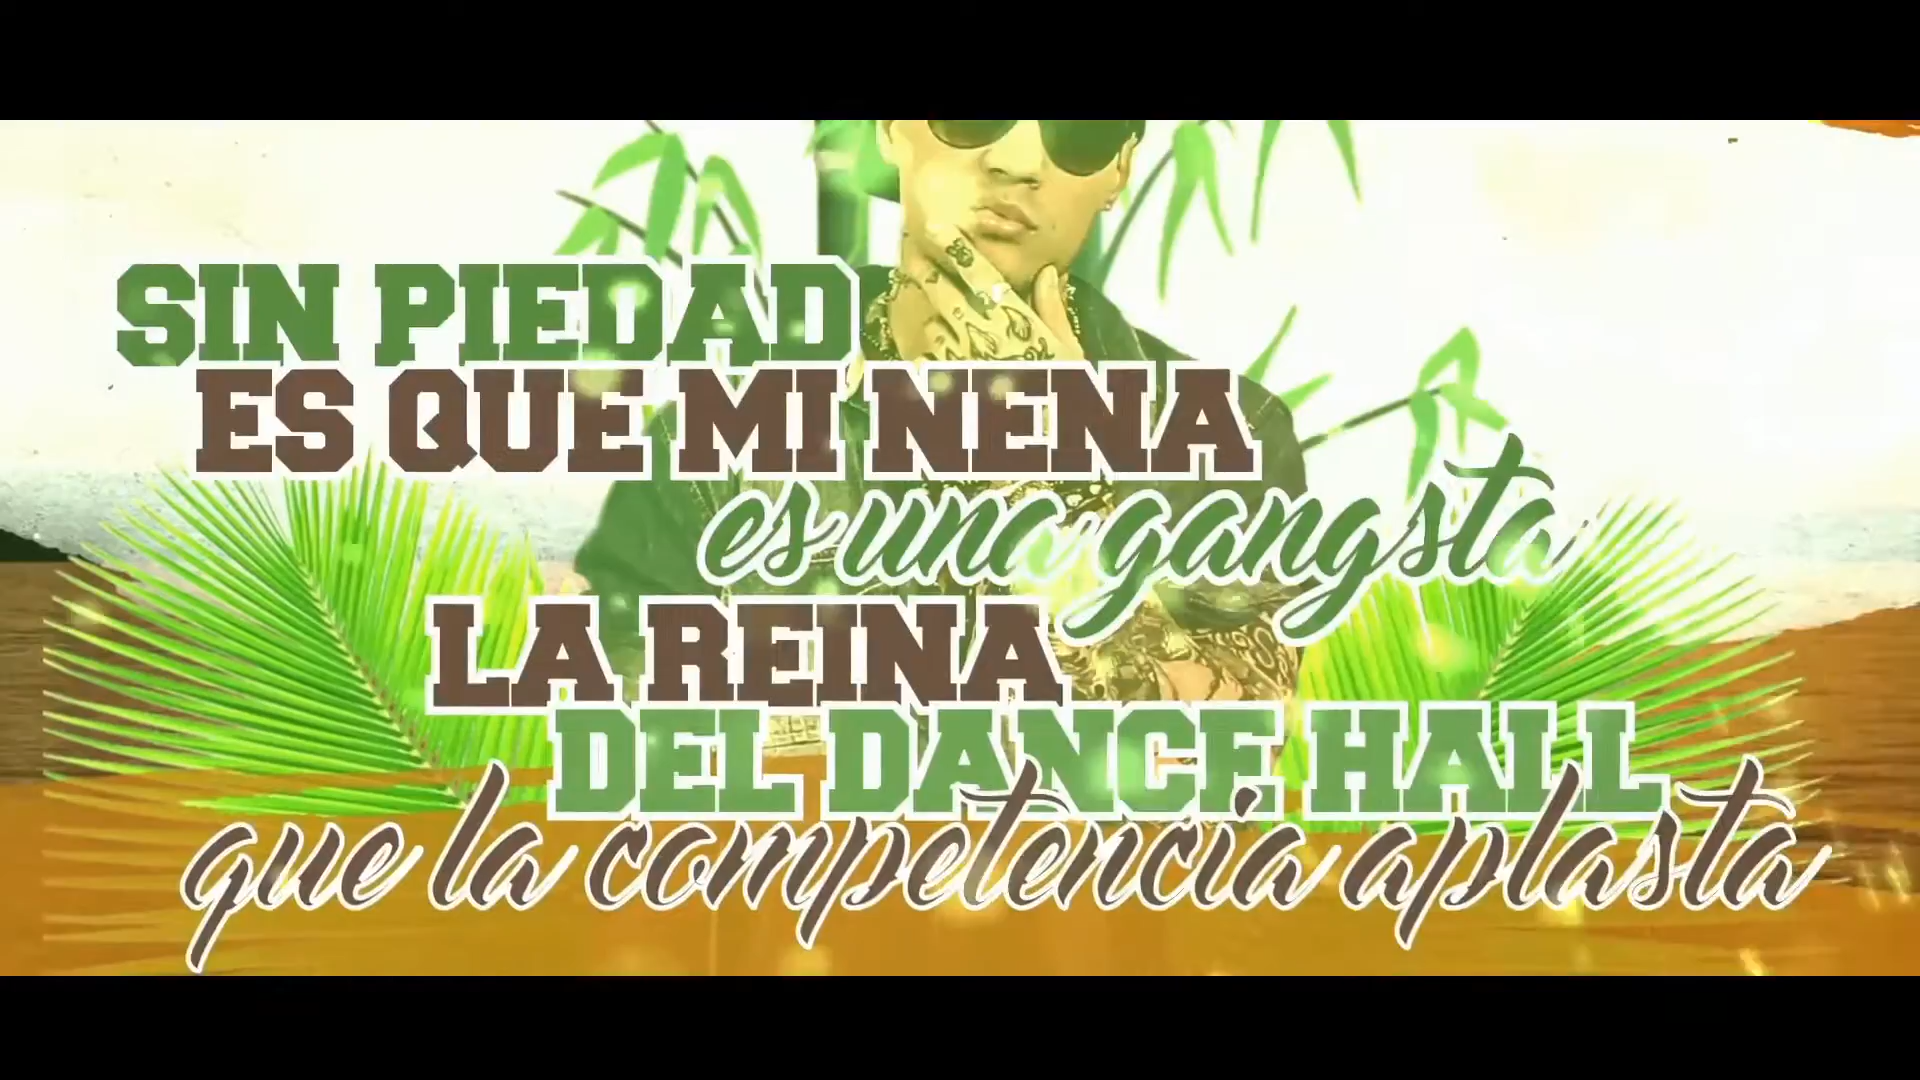 SIN PIEDAD
ES QUE MI NENA
es una gangsta
LA REINA
DEL DANCE HALL
que la competencia aplasta